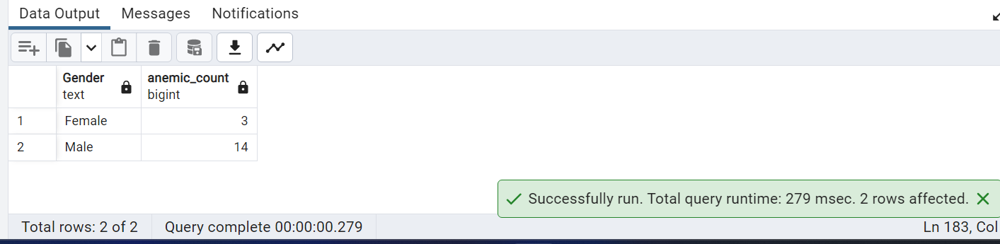 Data Output Messages Notifications
Gender anemic_count
text bigint
1 Female 3
2 Male 14
Successfully run. Total query runtime: 279 msec. 2 rows affected.
Total rows: 2 of 2 Query complete 00:00:00.279 Ln 183, Col